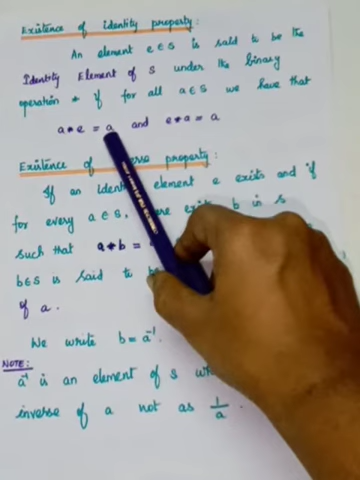 Existence of identity property:
An element e ∈ S is said to be the
Identity Element of S under the binary
operation * if for all a ∈ S we have that
a * e = a and e * a = a
Existence of property:
If an element e exists and if
for every a ∈ S, b in S
such that a * b =
b ∈ S is said to
of a.
We write b = a⁻¹
NOTE:
a⁻¹ is an element of S
inverse of a not as 1/a.